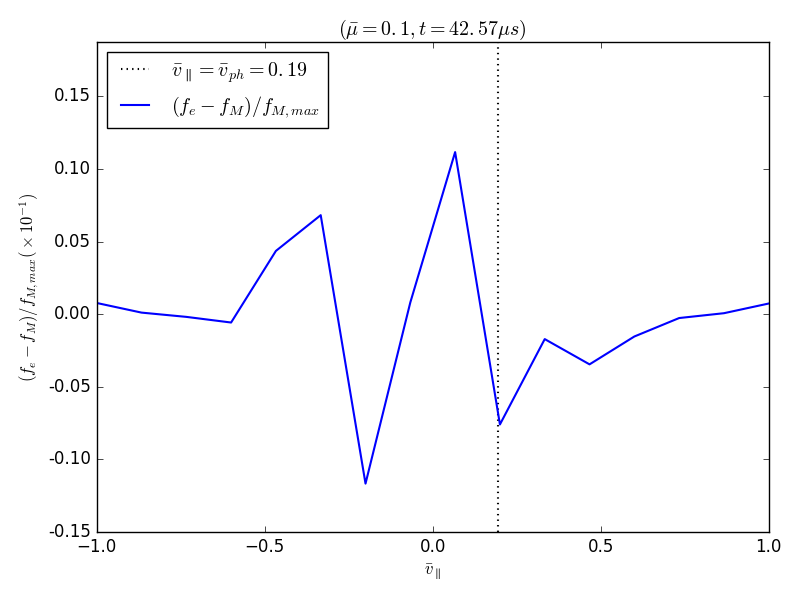 (μ̄ = 0.1, t = 42.57μs)
v̄∥ = v̄ph = 0.19
(fe − fM)/fM,max
0.15
0.10
0.05
0.00
-0.05
-0.10
-0.15
(fe − fM)/fM,max(×10⁻¹)
−1.0 −0.5 0.0 0.5 1.0
v̄∥